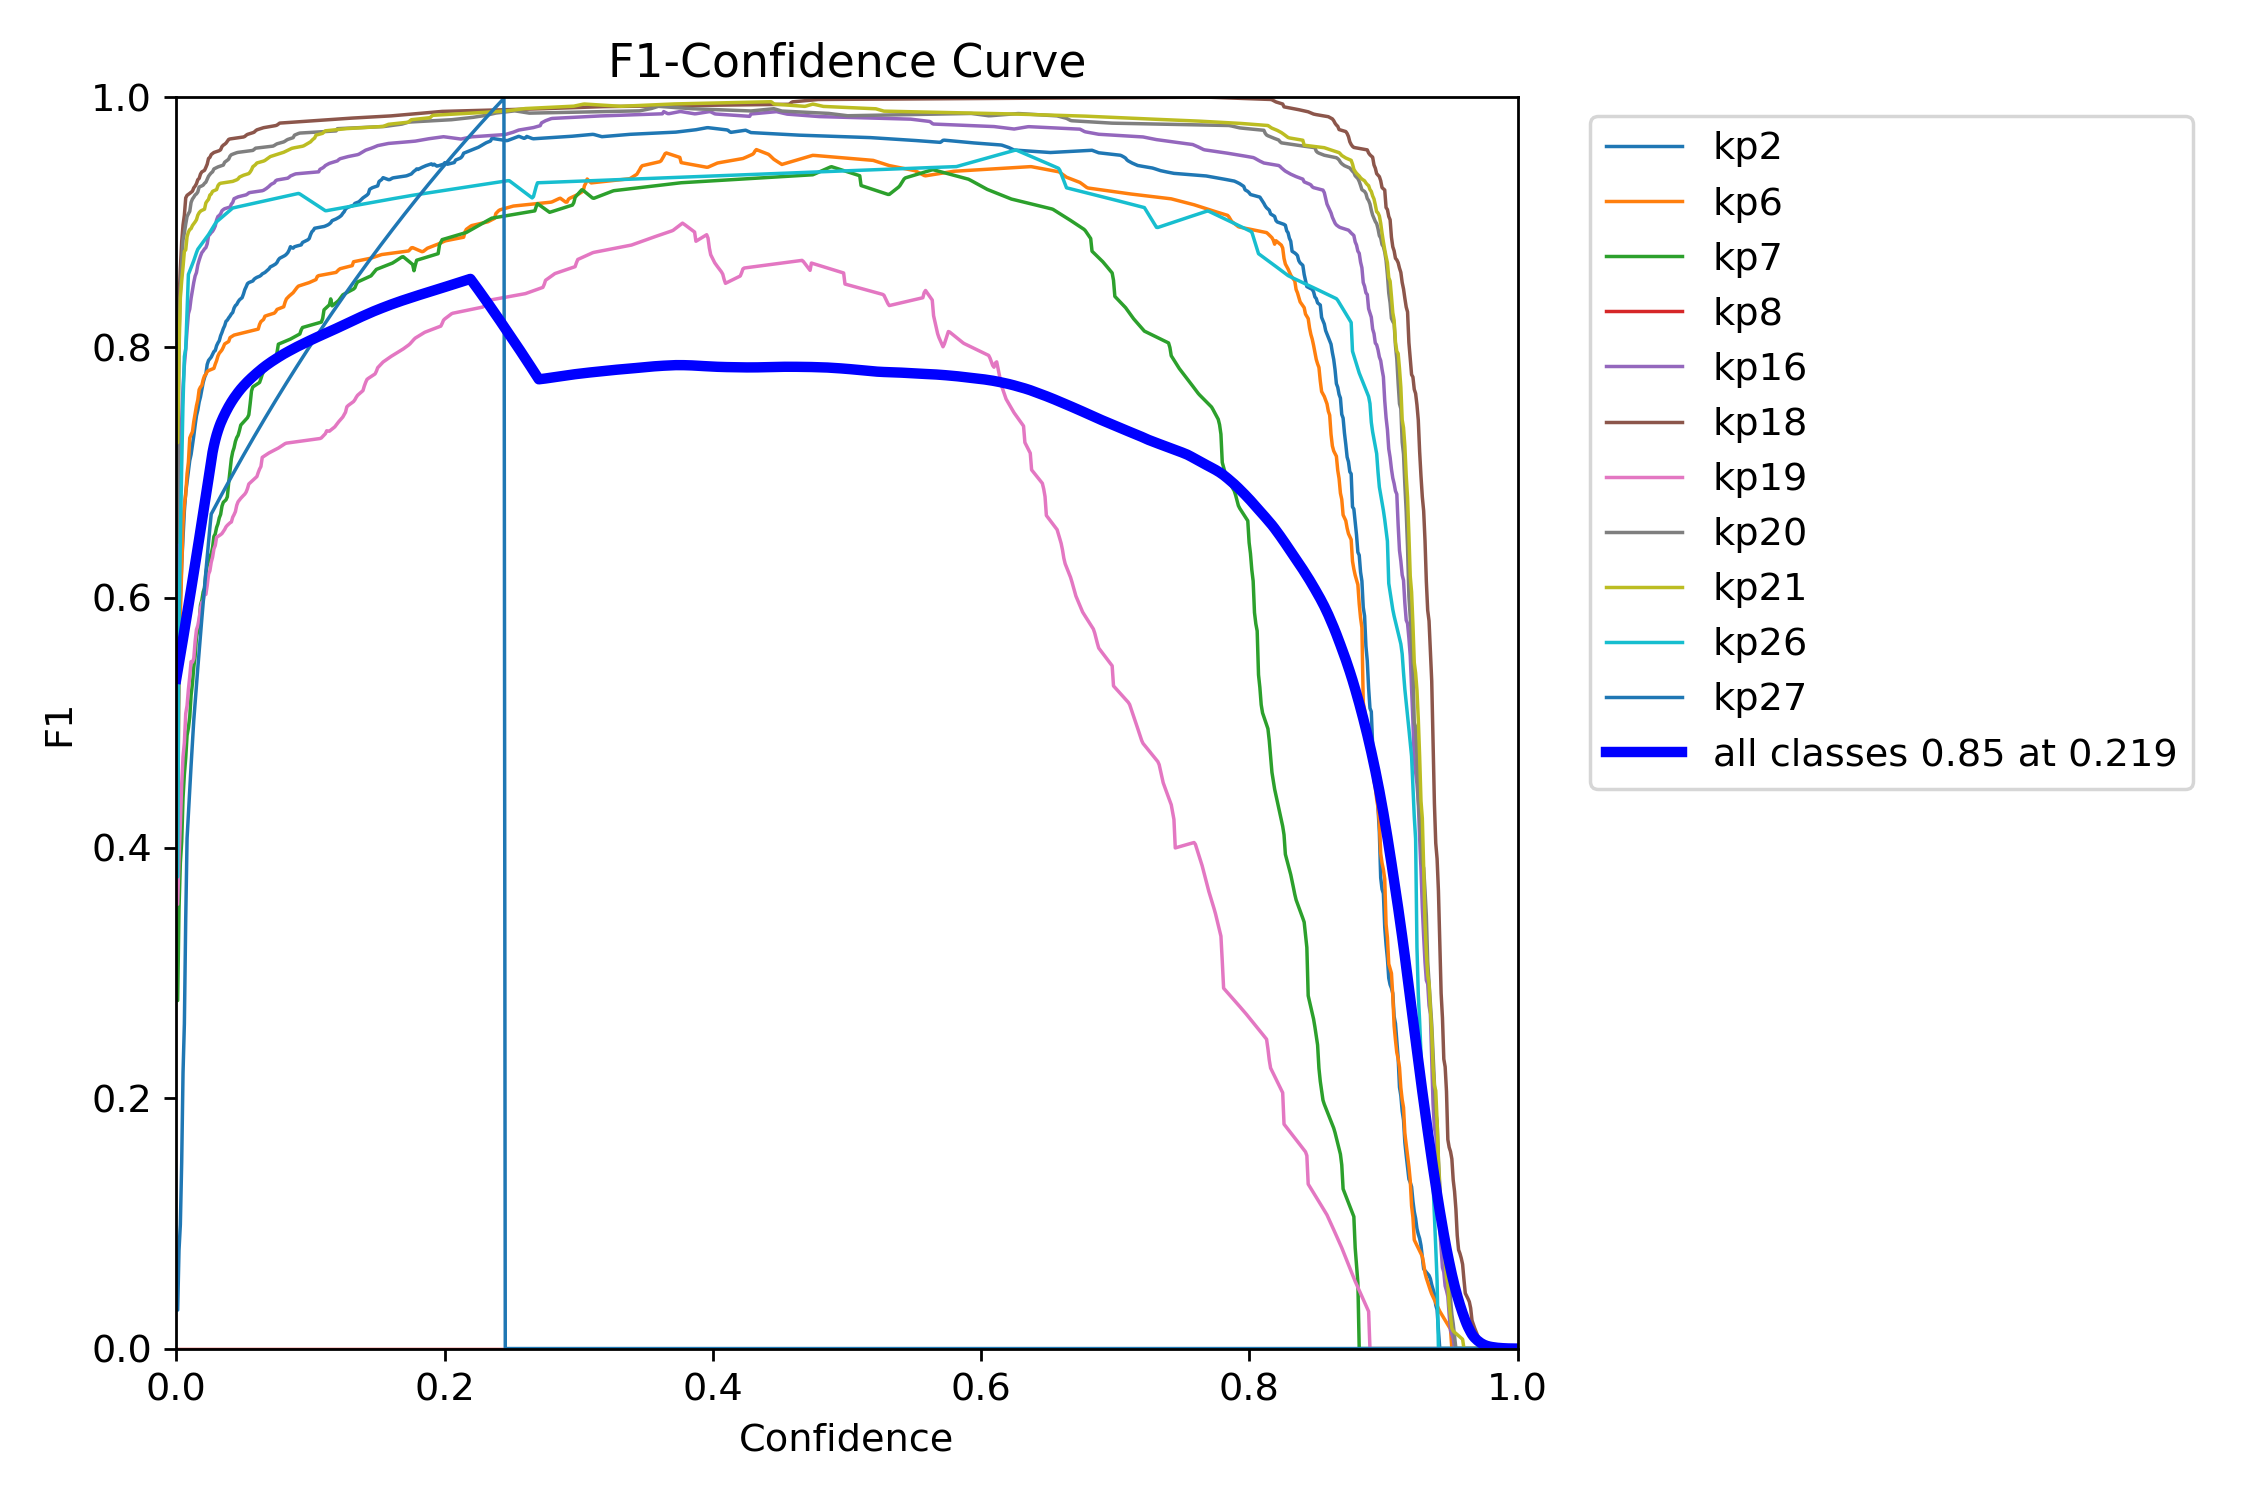 F1-Confidence Curve
1.0
0.8
0.6
0.4
0.2
0.0
F1
0.0 0.2 0.4 0.6 0.8 1.0
Confidence
kp2
kp6
kp7
kp8
kp16
kp18
kp19
kp20
kp21
kp26
kp27
all classes 0.85 at 0.219